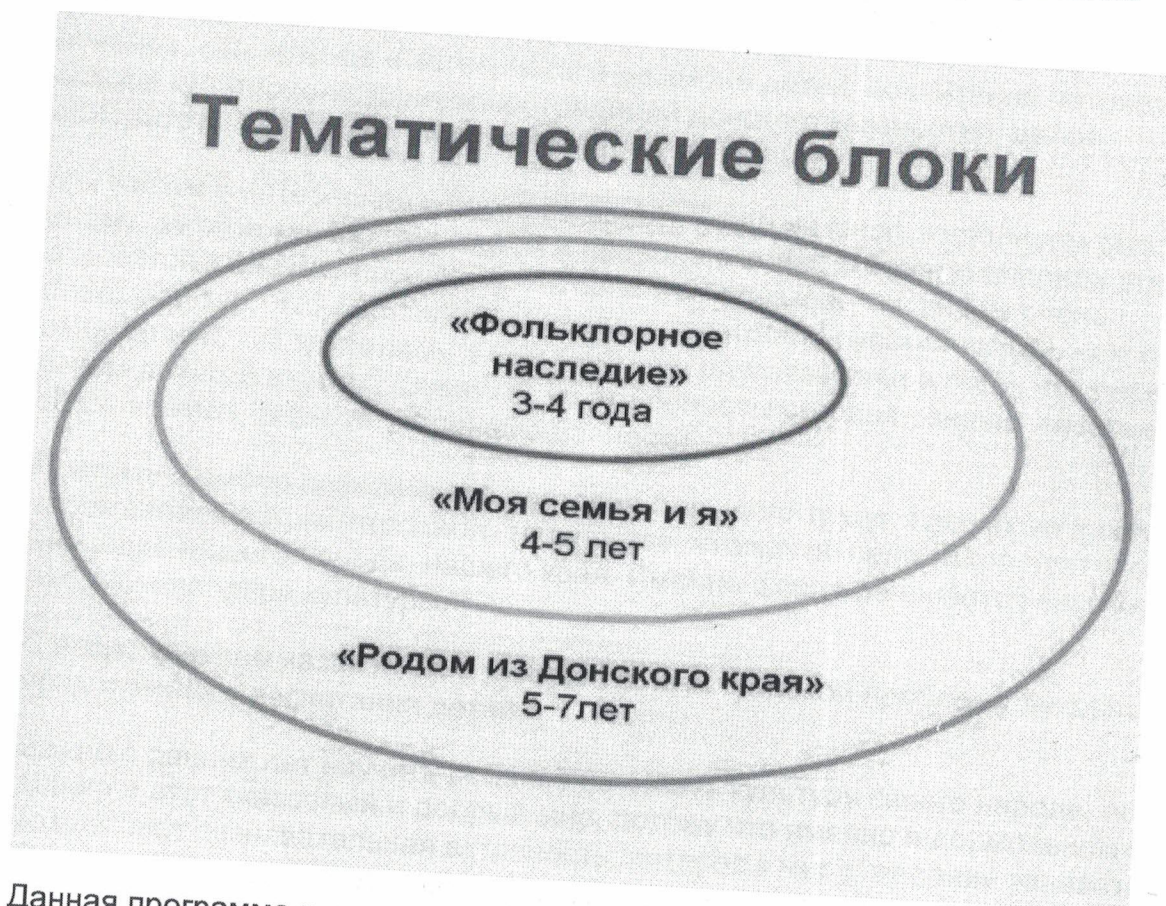 Тематические блоки
«Фольклорное
наследие»
3-4 года
«Моя семья и я»
4-5 лет
«Родом из Донского края»
5-7лет
Данная программа